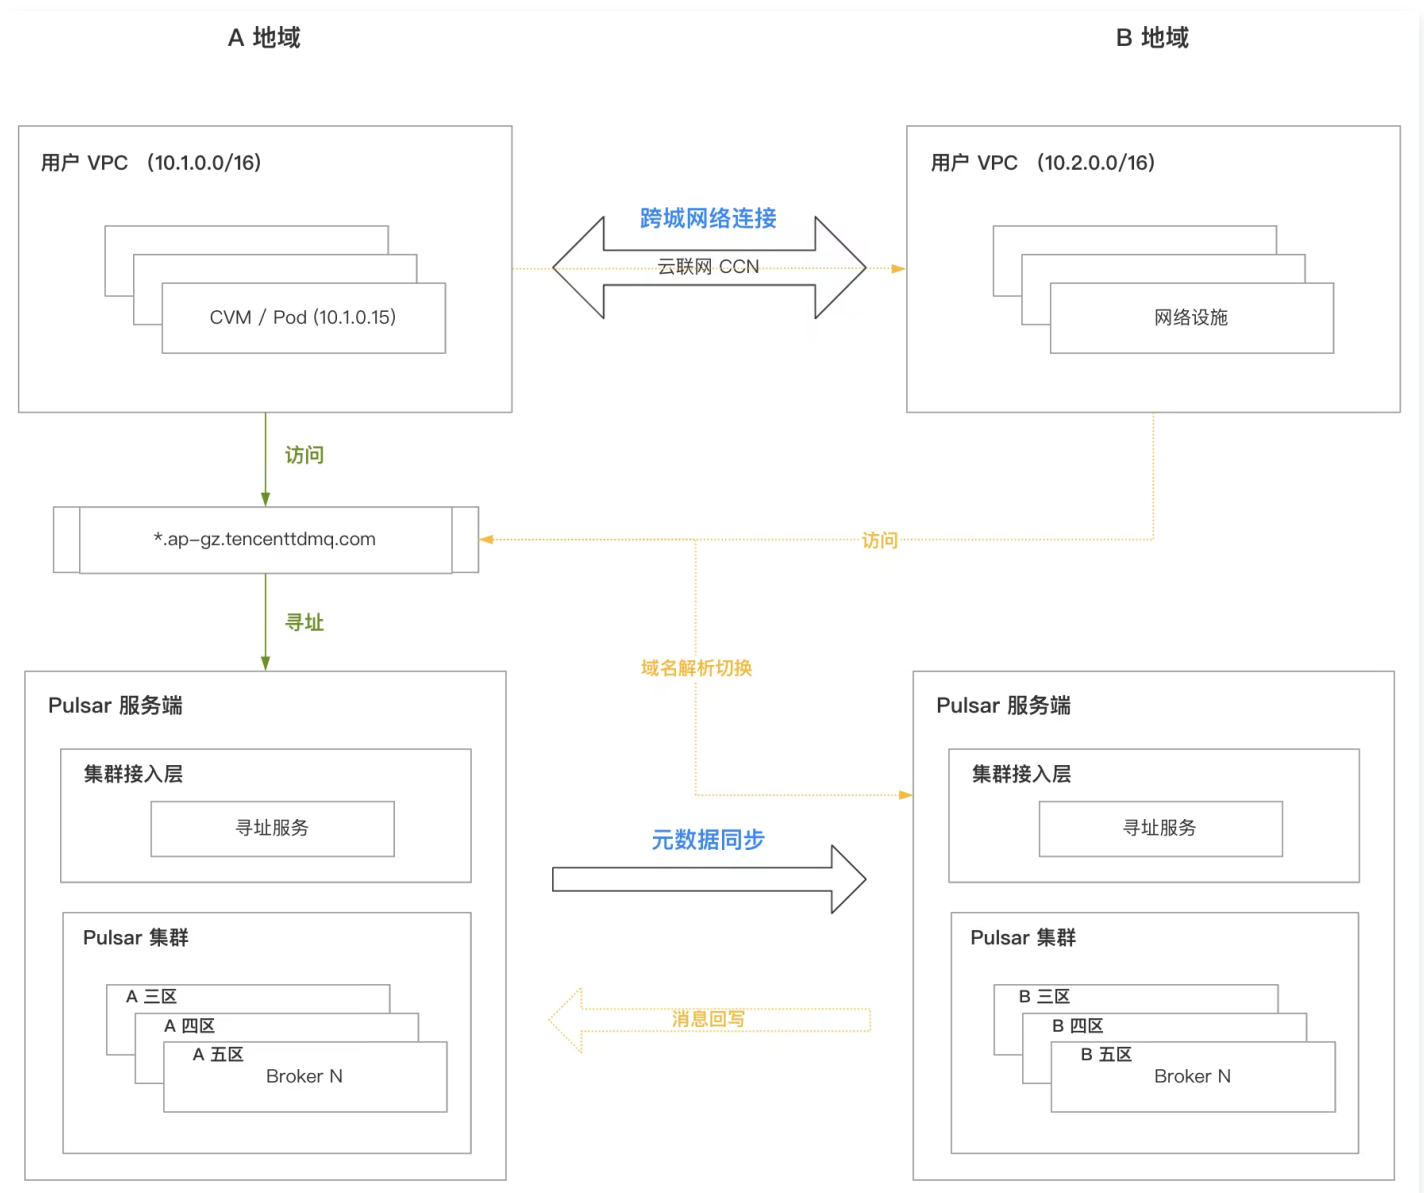 A 地域
B 地域
用户 VPC （10.1.0.0/16）
用户 VPC （10.2.0.0/16）
跨城网络连接
云联网 CCN
CVM / Pod (10.1.0.15)
网络设施
访问
*.ap-gz.tencenttdmq.com
访问
寻址
域名解析切换
Pulsar 服务端
集群接入层
寻址服务
Pulsar 服务端
集群接入层
寻址服务
元数据同步
Pulsar 集群
A 三区
A 四区
A 五区
Broker N
消息回写
Pulsar 集群
B 三区
B 四区
B 五区
Broker N